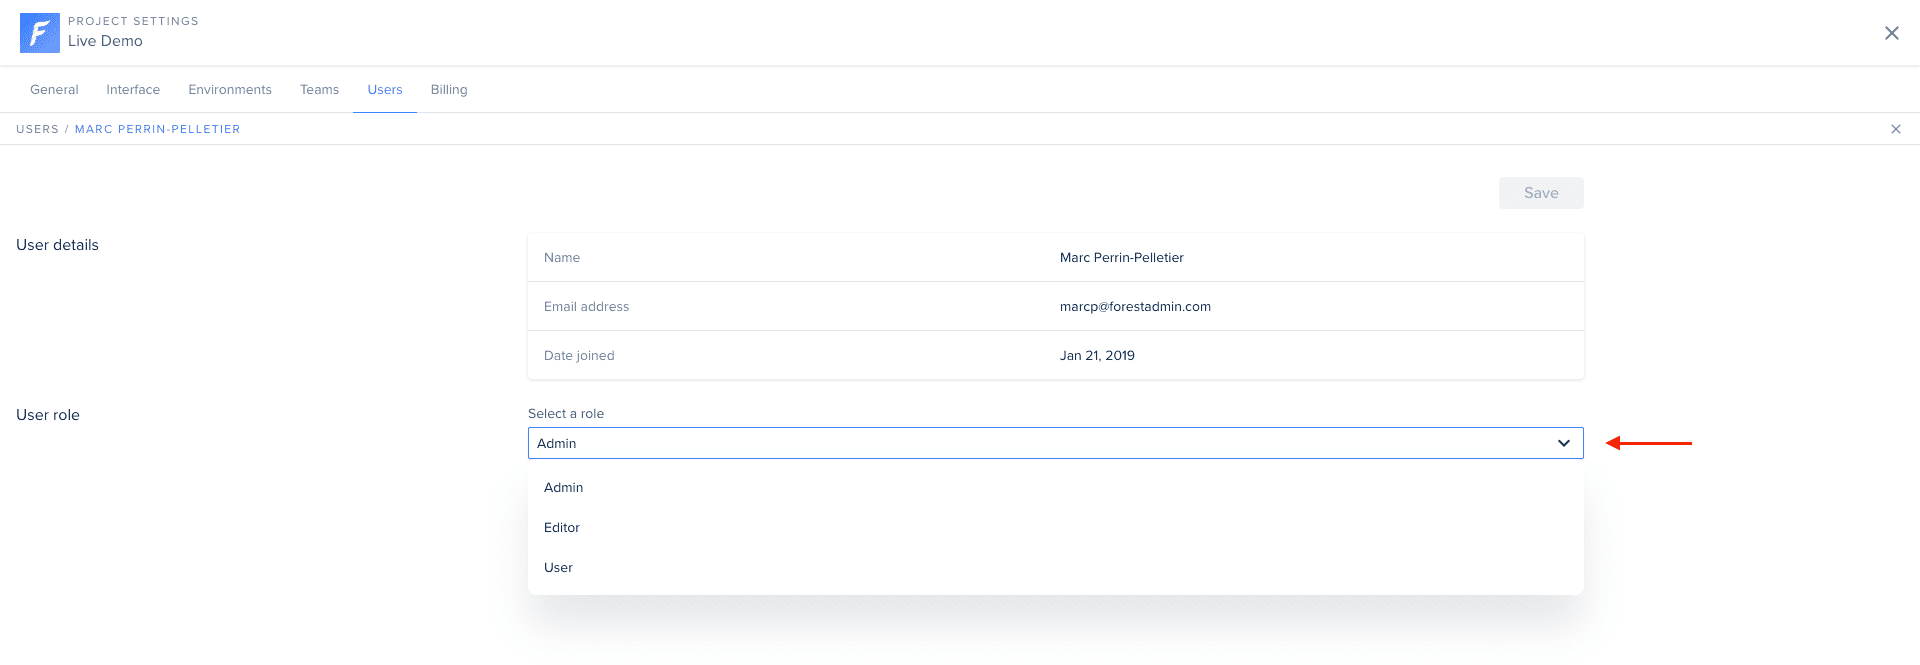 PROJECT SETTINGS
Live Demo
General Interface Environments Teams Users Billing
USERS / MARC PERRIN-PELLETIER
Save
User details
Name Marc Perrin-Pelletier
Email address marcp@forestadmin.com
Date joined Jan 21, 2019
User role
Select a role
Admin
Admin
Editor
User